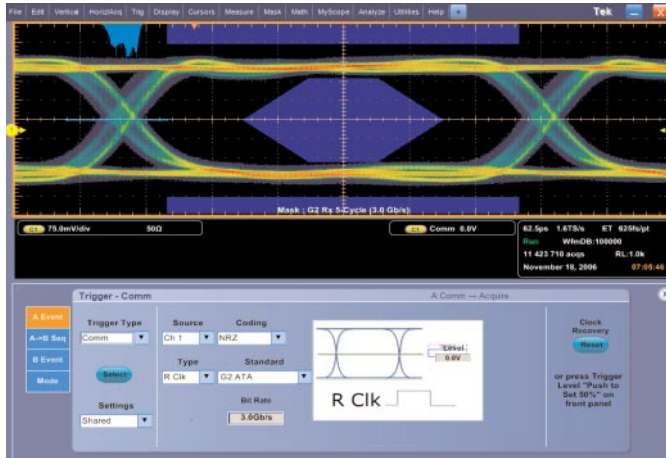 File Edit Vertical Horiz/Acq Trig Display Cursors Measure Mask Math MyScope Analyze Utilities Help Tek
Mask : G2 Rx 5-Cycle (3.0 Gb/s)
C1 75.0mV/div 50Ω
C1 Comm 0.0V
62.5ps 1.6TS/s ET 625fs/pt
Run WfmDB:100000
11 423 710 acqs RL:1.0k
November 18, 2006 07:05:46
Trigger - Comm
A Comm → Acquire
A Event
A->B Seq
B Event
Mode
Trigger Type
Comm
Select
Settings
Shared
Source
Ch 1
Coding
NRZ
Type
R Clk
Standard
G2 ATA
Bit Rate
3.0Gb/s
Level
0.0V
R Clk
Clock
Recovery
Reset
or press Trigger
Level "Push to
Set 50%" on
front panel